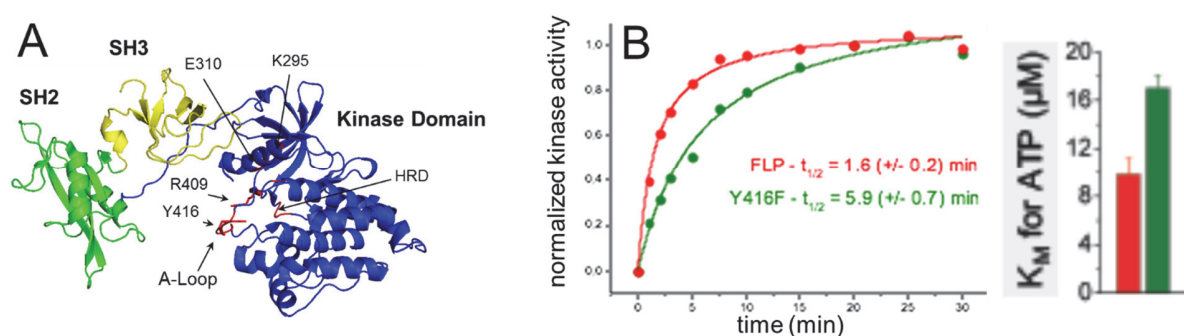 A
SH3
SH2
E310
K295
Kinase Domain
R409
HRD
Y416
A-Loop
B
normalized kinase activity
1.0
0.8
0.6
0.4
0.2
0.0
FLP - t1/2 = 1.6 (+/- 0.2) min
Y416F - t1/2 = 5.9 (+/- 0.7) min
0 5 10 15 20 25 30
time (min)
KM for ATP (µM)
20
16
12
8
4
0